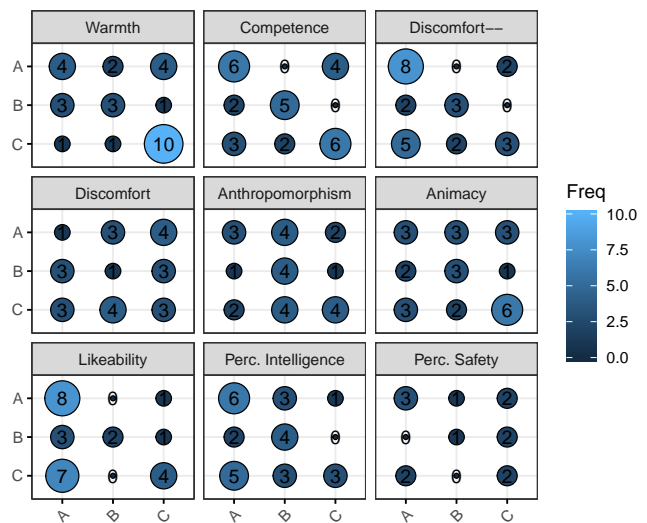 Warmth Competence Discomfort−−
A 4 2 4 6 0 4 8 0 2
B 3 3 1 2 5 0 2 3 0
C 1 1 10 3 2 6 5 2 3
Discomfort Anthropomorphism Animacy
A 1 3 4 3 4 2 3 3 3
B 3 1 3 1 4 1 2 3 1
C 3 4 3 2 4 4 3 2 6
Likeability Perc. Intelligence Perc. Safety
A 8 0 1 6 3 1 3 1 2
B 3 2 1 2 4 0 0 1 2
C 7 0 4 5 3 3 2 0 2
A B C A B C A B C
Freq
10.0
7.5
5.0
2.5
0.0